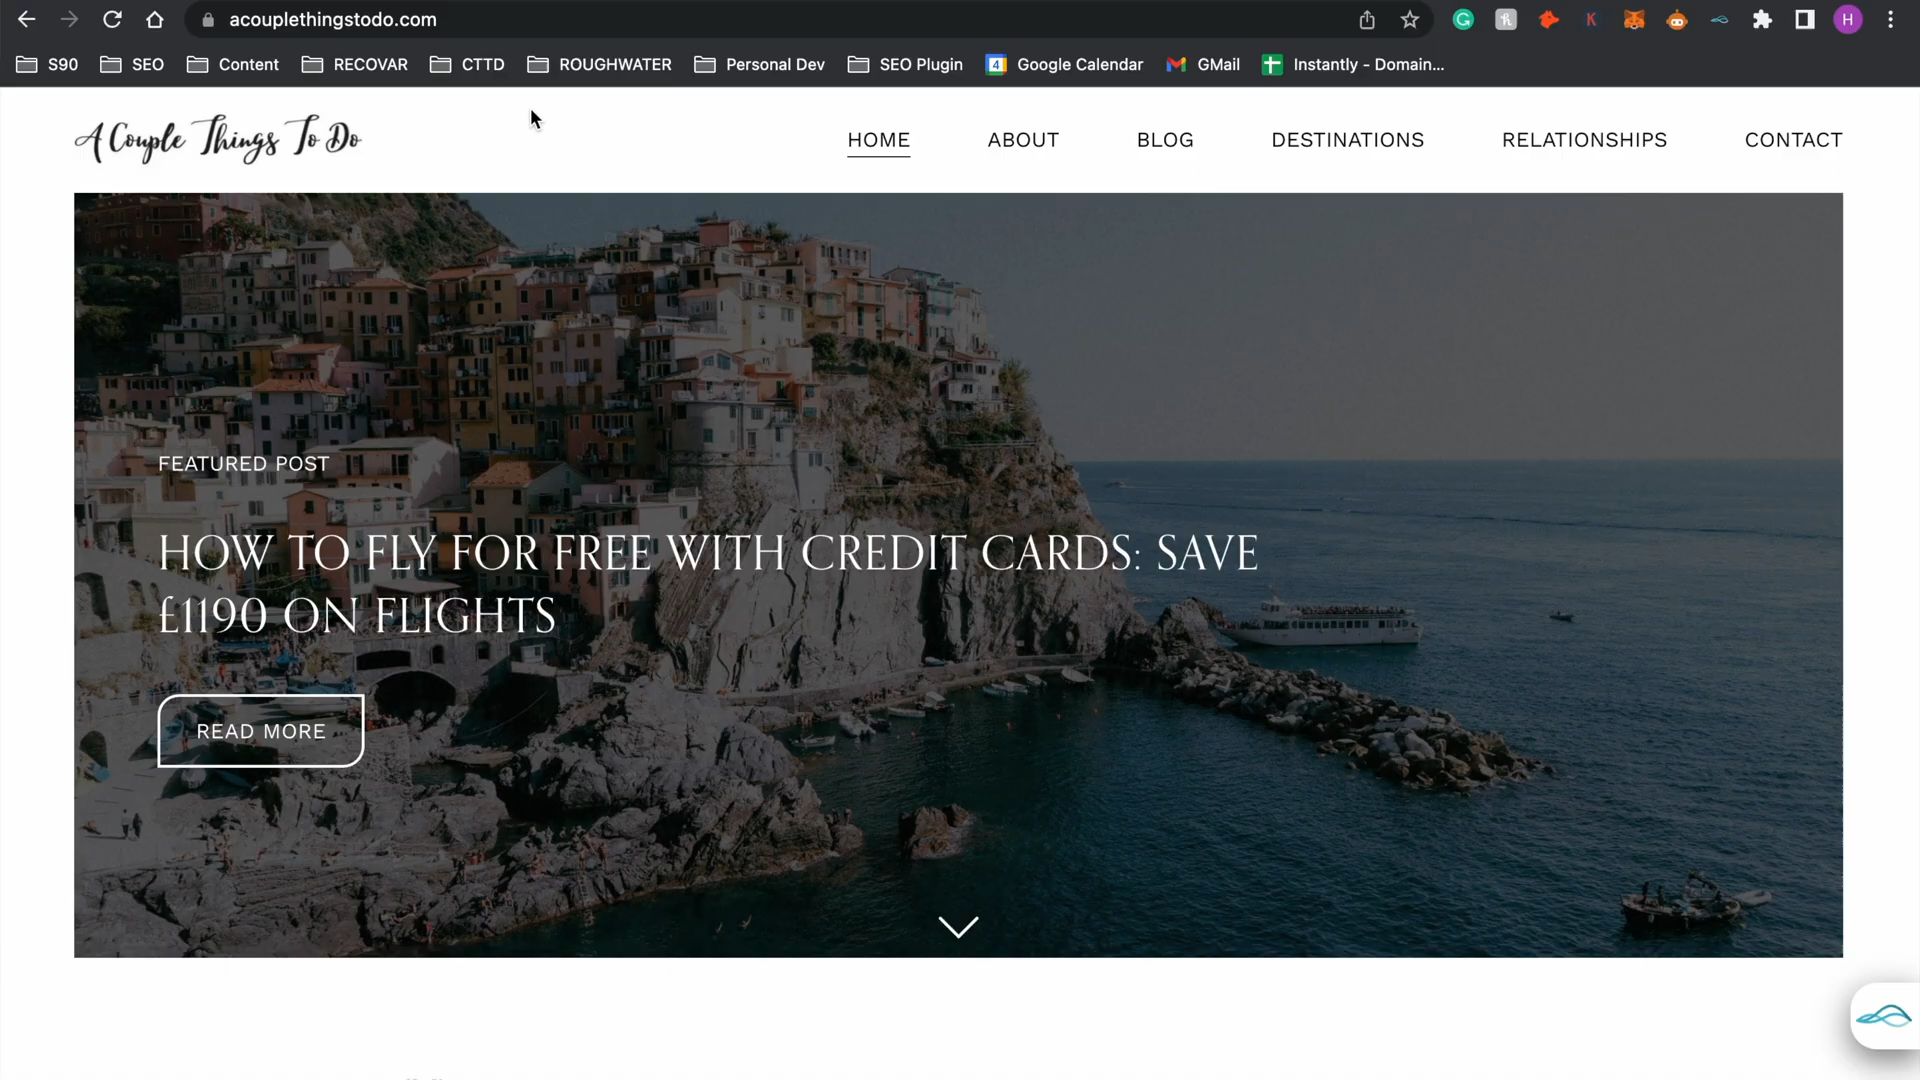 acouplethingstodo.com
H
S90
SEO
Content
RECOVAR
CTTD
ROUGHWATER
Personal Dev
SEO Plugin
4
Google Calendar
GMail
Instantly - Domain...
A Couple Things To Do
HOME
ABOUT
BLOG
DESTINATIONS
RELATIONSHIPS
CONTACT
FEATURED POST
HOW TO FLY FOR FREE WITH CREDIT CARDS: SAVE
£1190 ON FLIGHTS
READ MORE